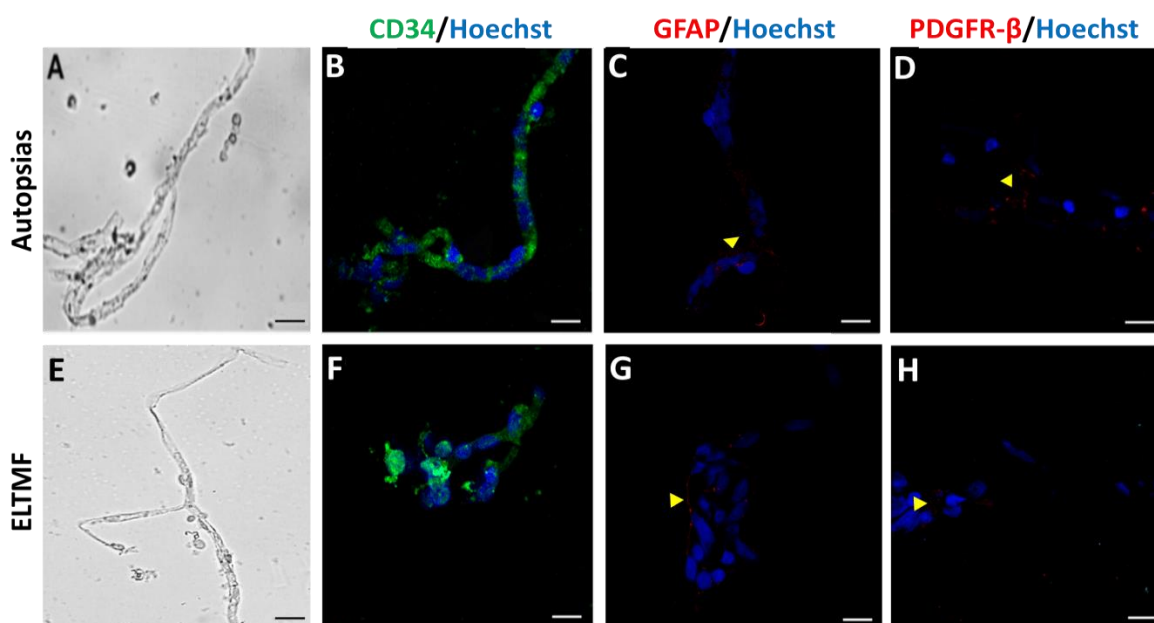 CD34/Hoechst
GFAP/Hoechst
PDGFR-β/Hoechst
Autopsias
A
B
C
D
ELTMF
E
F
G
H